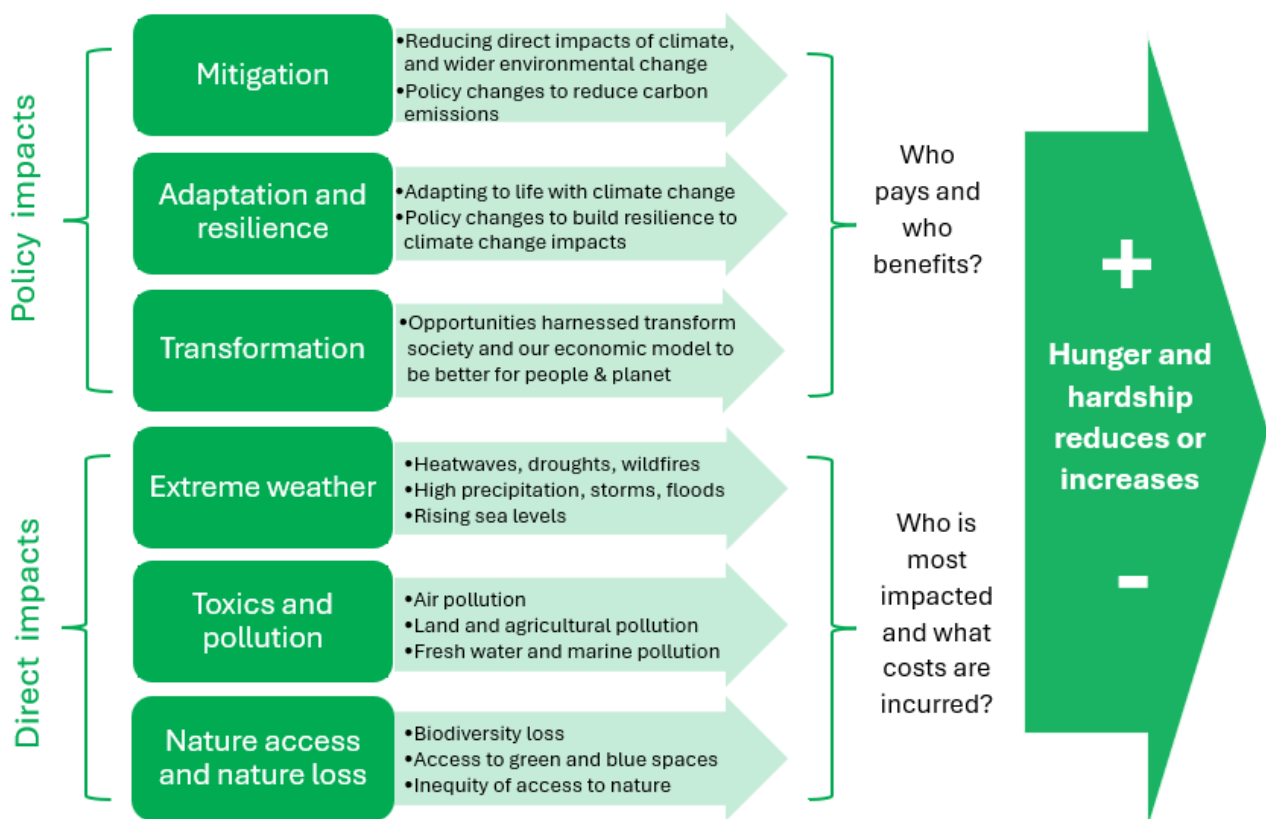 Policy impacts
Mitigation
•Reducing direct impacts of climate,
and wider environmental change
•Policy changes to reduce carbon
emissions
Adaptation and
resilience
•Adapting to life with climate change
•Policy changes to build resilience to
climate change impacts
Transformation
•Opportunities harnessed transform
society and our economic model to
be better for people & planet
Who
pays and
who
benefits?
Direct impacts
Extreme weather
•Heatwaves, droughts, wildfires
•High precipitation, storms, floods
•Rising sea levels
Toxics and
pollution
•Air pollution
•Land and agricultural pollution
•Fresh water and marine pollution
Nature access
and nature loss
•Biodiversity loss
•Access to green and blue spaces
•Inequity of access to nature
Who is
most
impacted
and what
costs are
incurred?
+
Hunger and
hardship
reduces or
increases
-